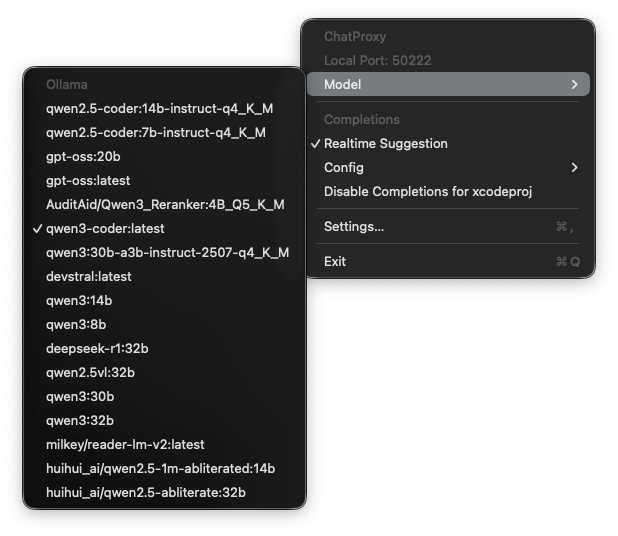 ChatProxy
Local Port: 50222
Model
Completions
✓ Realtime Suggestion
Config
Disable Completions for xcodeproj
Settings... ⌘ ,
Exit ⌘ Q
Ollama
qwen2.5-coder:14b-instruct-q4_K_M
qwen2.5-coder:7b-instruct-q4_K_M
gpt-oss:20b
gpt-oss:latest
AuditAid/Qwen3_Reranker:4B_Q5_K_M
✓ qwen3-coder:latest
qwen3:30b-a3b-instruct-2507-q4_K_M
devstral:latest
qwen3:14b
qwen3:8b
deepseek-r1:32b
qwen2.5vl:32b
qwen3:30b
qwen3:32b
milkey/reader-lm-v2:latest
huihui_ai/qwen2.5-1m-abliterated:14b
huihui_ai/qwen2.5-abliterate:32b